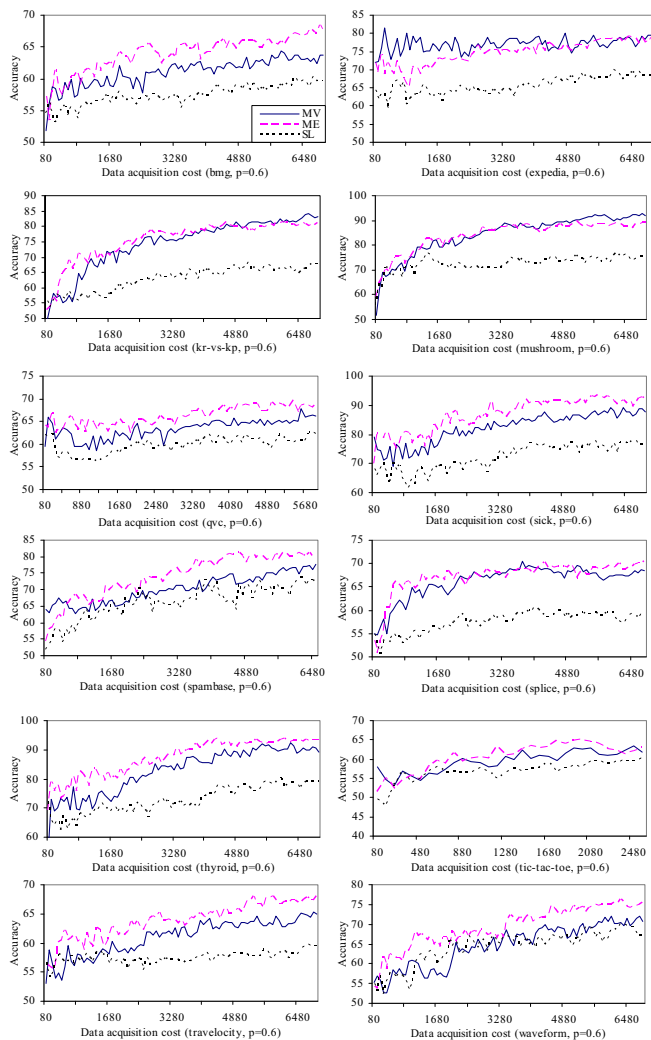 70
65
60
55
50
Accuracy
MV
ME
SL
80 1680 3280 4880 6480
Data acquisition cost (bmg, p=0.6)
85
80
75
70
65
60
55
50
Accuracy
80 1680 3280 4880 6480
Data acquisition cost (expedia, p=0.6)
90
85
80
75
70
65
60
55
50
Accuracy
80 1680 3280 4880 6480
Data acquisition cost (kr-vs-kp, p=0.6)
100
90
80
70
60
50
Accuracy
80 1680 3280 4880 6480
Data acquisition cost (mushroom, p=0.6)
75
70
65
60
55
50
Accuracy
80 880 1680 2480 3280 4080 4880 5680
Data acquisition cost (qvc, p=0.6)
100
90
80
70
60
Accuracy
80 1680 3280 4880 6480
Data acquisition cost (sick, p=0.6)
85
80
75
70
65
60
55
50
Accuracy
80 1680 3280 4880 6480
Data acquisition cost (spambase, p=0.6)
75
70
65
60
55
50
Accuracy
80 1680 3280 4880 6480
Data acquisition cost (splice, p=0.6)
100
90
80
70
60
Accuracy
80 1680 3280 4880 6480
Data acquisition cost (thyroid, p=0.6)
75
70
65
60
55
50
45
40
Accuracy
80 480 880 1280 1680 2080 2480
Data acquisition cost (tic-tac-toe, p=0.6)
70
65
60
55
50
Accuracy
80 1680 3280 4880 6480
Data acquisition cost (travelocity, p=0.6)
80
75
70
65
60
55
50
Accuracy
80 1680 3280 4880 6480
Data acquisition cost (waveform, p=0.6)